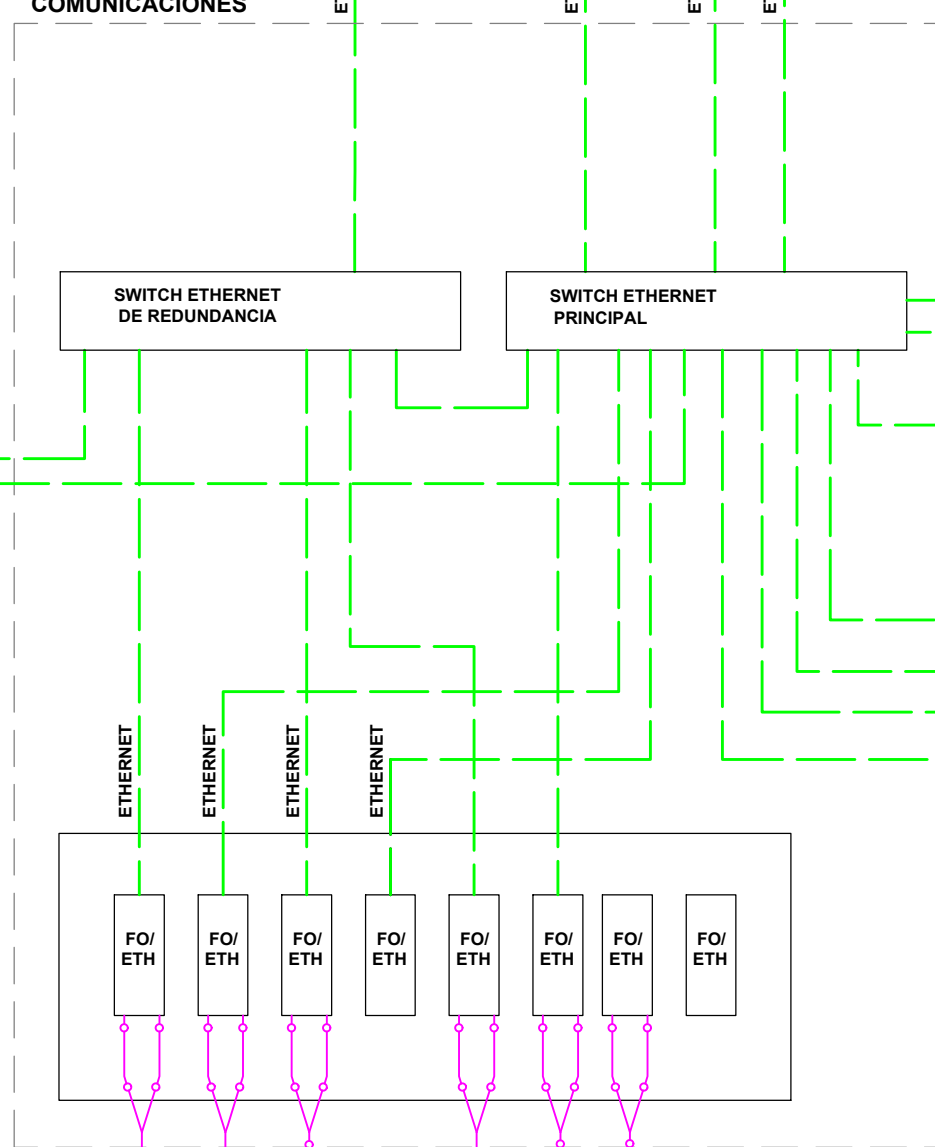 COMUNICACIONES
SWITCH ETHERNET
DE REDUNDANCIA
SWITCH ETHERNET
PRINCIPAL
ETHERNET
ETHERNET
ETHERNET
ETHERNET
FO/
ETH
FO/
ETH
FO/
ETH
FO/
ETH
FO/
ETH
FO/
ETH
FO/
ETH
FO/
ETH